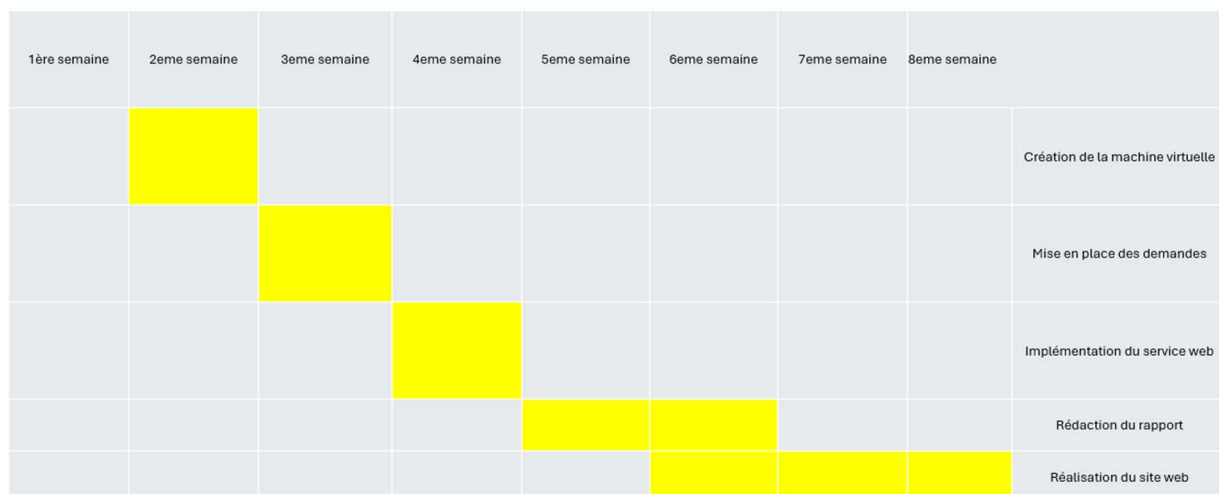 1ère semaine
2eme semaine
3eme semaine
4eme semaine
5eme semaine
6eme semaine
7eme semaine
8eme semaine
Création de la machine virtuelle
Mise en place des demandes
Implémentation du service web
Rédaction du rapport
Réalisation du site web